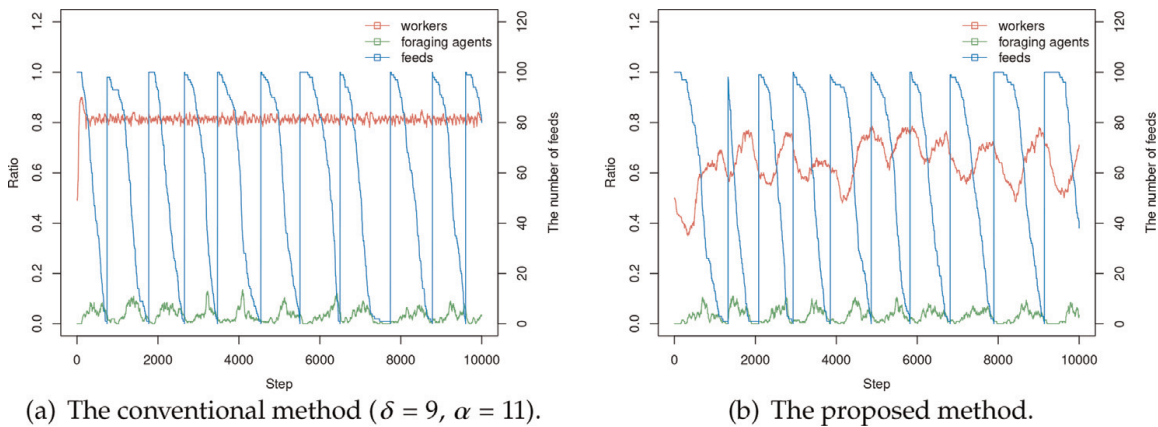 workers
foraging agents
feeds
Ratio
The number of feeds
0.0 0.2 0.4 0.6 0.8 1.0 1.2
0 20 40 60 80 100 120
0 2000 4000 6000 8000 10000
Step
(a) The conventional method (δ = 9, α = 11).
workers
foraging agents
feeds
Ratio
The number of feeds
0.0 0.2 0.4 0.6 0.8 1.0 1.2
0 20 40 60 80 100 120
0 2000 4000 6000 8000 10000
Step
(b) The proposed method.